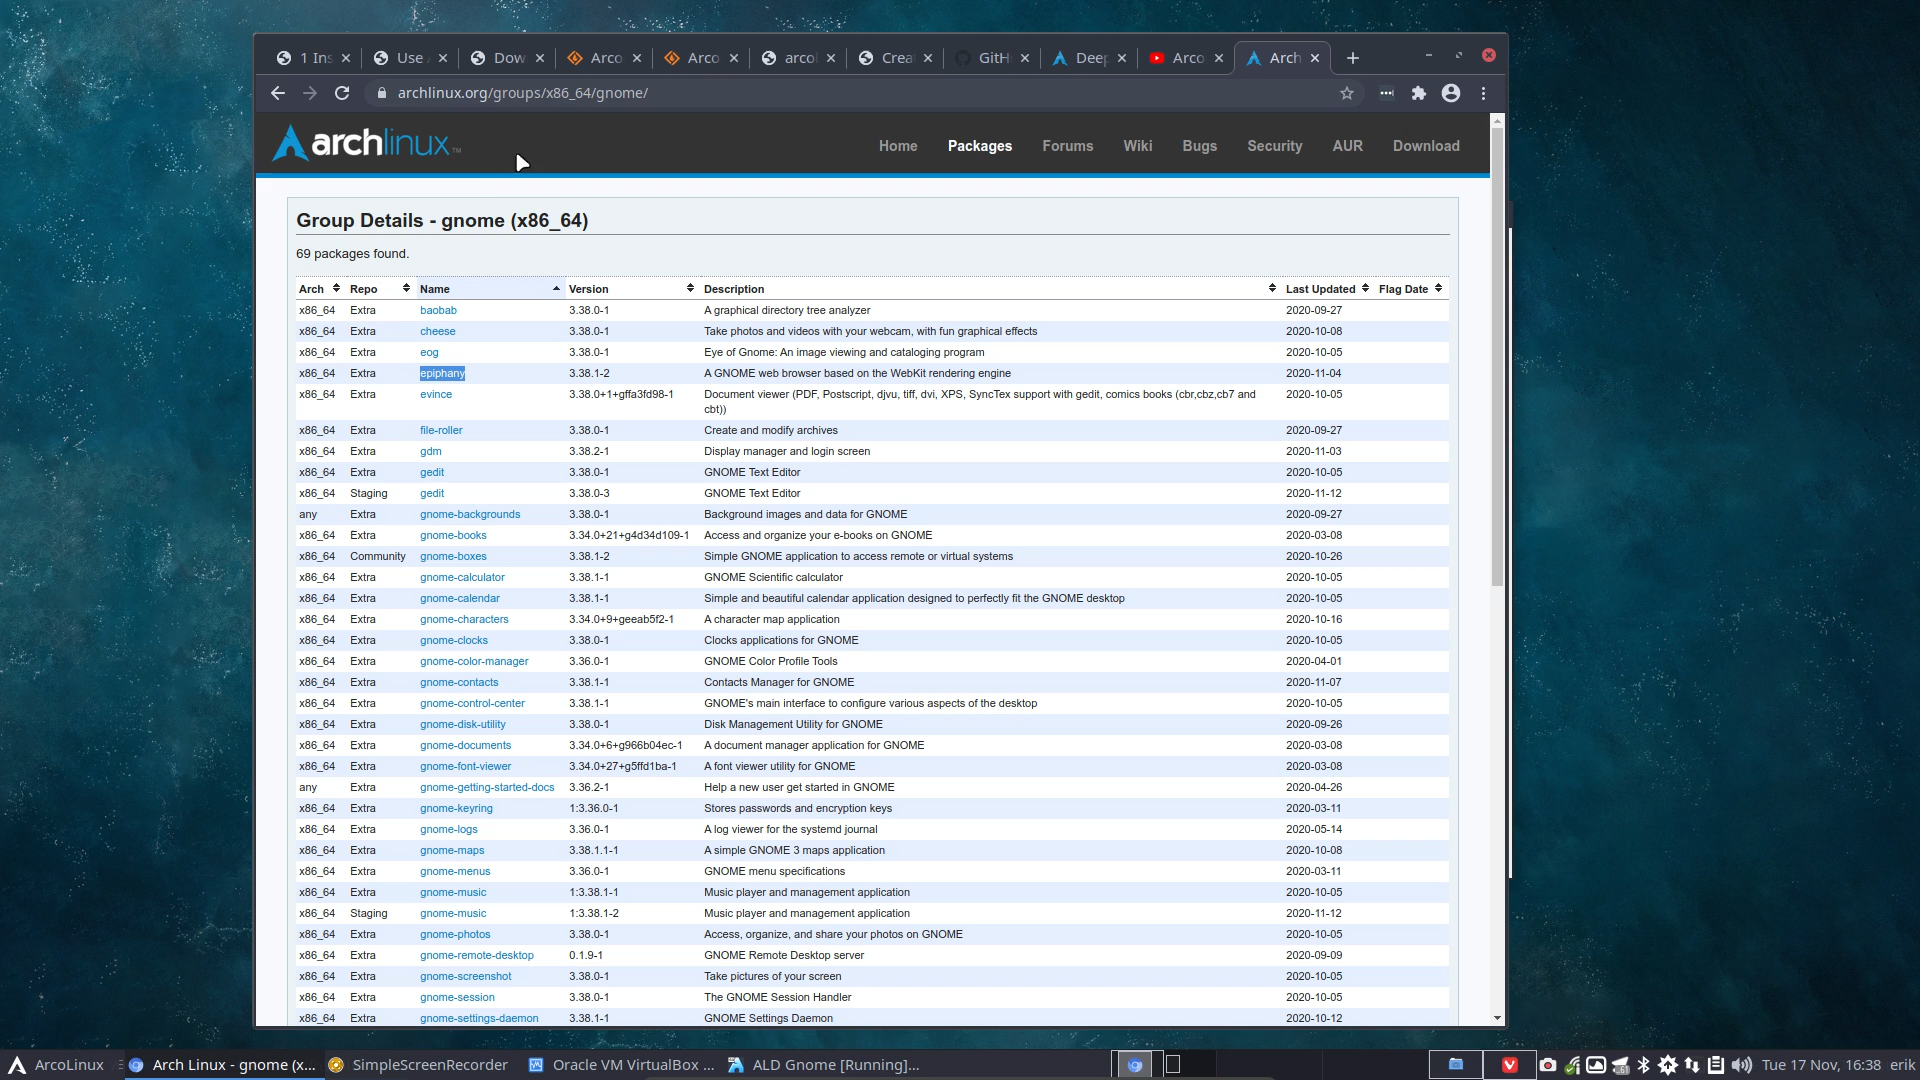 1 Ins
Use
Dow
Arco
Arco
arcol
Crea
GitH
Deep
Arco
Arch
archlinux.org/groups/x86_64/gnome/
archlinux™
Home Packages Forums Wiki Bugs Security AUR Download
Group Details - gnome (x86_64)
69 packages found.
Arch Repo Name Version Description Last Updated Flag Date
x86_64 Extra baobab 3.38.0-1 A graphical directory tree analyzer 2020-09-27
x86_64 Extra cheese 3.38.0-1 Take photos and videos with your webcam, with fun graphical effects 2020-10-08
x86_64 Extra eog 3.38.0-1 Eye of Gnome: An image viewing and cataloging program 2020-10-05
x86_64 Extra epiphany 3.38.1-2 A GNOME web browser based on the WebKit rendering engine 2020-11-04
x86_64 Extra evince 3.38.0+1+gffa3fd98-1 Document viewer (PDF, Postscript, djvu, tiff, dvi, XPS, SyncTex support with gedit, comics books (cbr,cbz,cb7 and 2020-10-05
cbt))
x86_64 Extra file-roller 3.38.0-1 Create and modify archives 2020-09-27
x86_64 Extra gdm 3.38.2-1 Display manager and login screen 2020-11-03
x86_64 Extra gedit 3.38.0-1 GNOME Text Editor 2020-10-05
x86_64 Staging gedit 3.38.0-3 GNOME Text Editor 2020-11-12
any Extra gnome-backgrounds 3.38.0-1 Background images and data for GNOME 2020-09-27
x86_64 Extra gnome-books 3.34.0+21+g4d34d109-1 Access and organize your e-books on GNOME 2020-03-08
x86_64 Community gnome-boxes 3.38.1-2 Simple GNOME application to access remote or virtual systems 2020-10-26
x86_64 Extra gnome-calculator 3.38.1-1 GNOME Scientific calculator 2020-10-05
x86_64 Extra gnome-calendar 3.38.1-1 Simple and beautiful calendar application designed to perfectly fit the GNOME desktop 2020-10-05
x86_64 Extra gnome-characters 3.34.0+9+geeab5f2-1 A character map application 2020-10-16
x86_64 Extra gnome-clocks 3.38.0-1 Clocks applications for GNOME 2020-10-05
x86_64 Extra gnome-color-manager 3.36.0-1 GNOME Color Profile Tools 2020-04-01
x86_64 Extra gnome-contacts 3.38.1-1 Contacts Manager for GNOME 2020-11-07
x86_64 Extra gnome-control-center 3.38.1-1 GNOME's main interface to configure various aspects of the desktop 2020-10-05
x86_64 Extra gnome-disk-utility 3.38.0-1 Disk Management Utility for GNOME 2020-09-26
x86_64 Extra gnome-documents 3.34.0+6+g966b04ec-1 A document manager application for GNOME 2020-03-08
x86_64 Extra gnome-font-viewer 3.34.0+27+g5ffd1ba-1 A font viewer utility for GNOME 2020-03-08
any Extra gnome-getting-started-docs 3.36.2-1 Help a new user get started in GNOME 2020-04-26
x86_64 Extra gnome-keyring 1:3.36.0-1 Stores passwords and encryption keys 2020-03-11
x86_64 Extra gnome-logs 3.36.0-1 A log viewer for the systemd journal 2020-05-14
x86_64 Extra gnome-maps 3.38.1.1-1 A simple GNOME 3 maps application 2020-10-08
x86_64 Extra gnome-menus 3.36.0-1 GNOME menu specifications 2020-03-11
x86_64 Extra gnome-music 1:3.38.1-1 Music player and management application 2020-10-05
x86_64 Staging gnome-music 1:3.38.1-2 Music player and management application 2020-11-12
x86_64 Extra gnome-photos 3.38.0-1 Access, organize, and share your photos on GNOME 2020-10-05
x86_64 Extra gnome-remote-desktop 0.1.9-1 GNOME Remote Desktop server 2020-09-09
x86_64 Extra gnome-screenshot 3.38.0-1 Take pictures of your screen 2020-10-05
x86_64 Extra gnome-session 3.38.0-1 The GNOME Session Handler 2020-10-05
x86_64 Extra gnome-settings-daemon 3.38.1-1 GNOME Settings Daemon 2020-10-12
ArcoLinux Arch Linux - gnome (x... SimpleScreenRecorder Oracle VM VirtualBox ... ALD Gnome [Running]... Tue 17 Nov, 16:38 erik